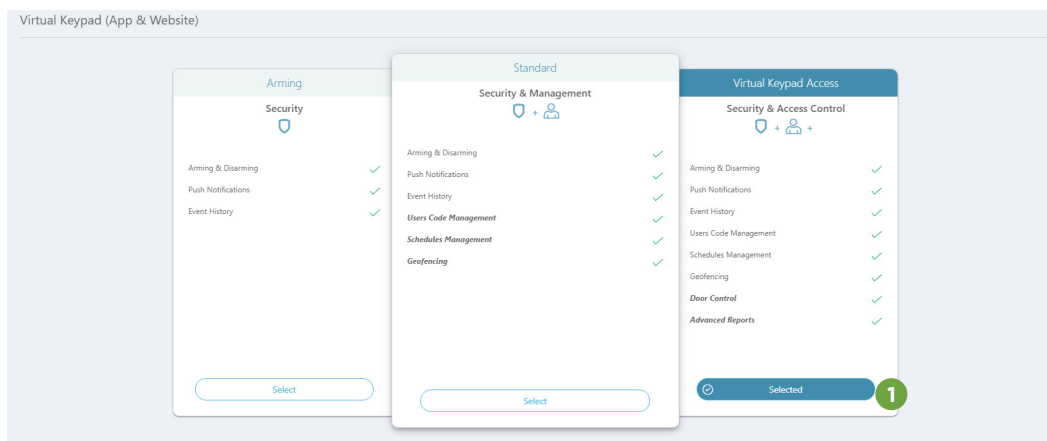 Virtual Keypad (App & Website)
Arming
Security
Arming & Disarming
Push Notifications
Event History
Select
Standard
Security & Management
+
Arming & Disarming
Push Notifications
Event History
Users Code Management
Schedules Management
Geofencing
Select
Virtual Keypad Access
Security & Access Control
+ +
Arming & Disarming
Push Notifications
Event History
Users Code Management
Schedules Management
Geofencing
Door Control
Advanced Reports
Selected
1